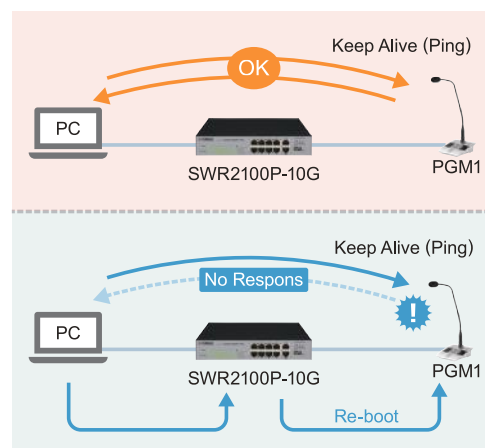 Keep Alive (Ping)
OK
PC
SWR2100P-10G
PGM1
Keep Alive (Ping)
No Respons
!
PC
SWR2100P-10G
PGM1
Re-boot